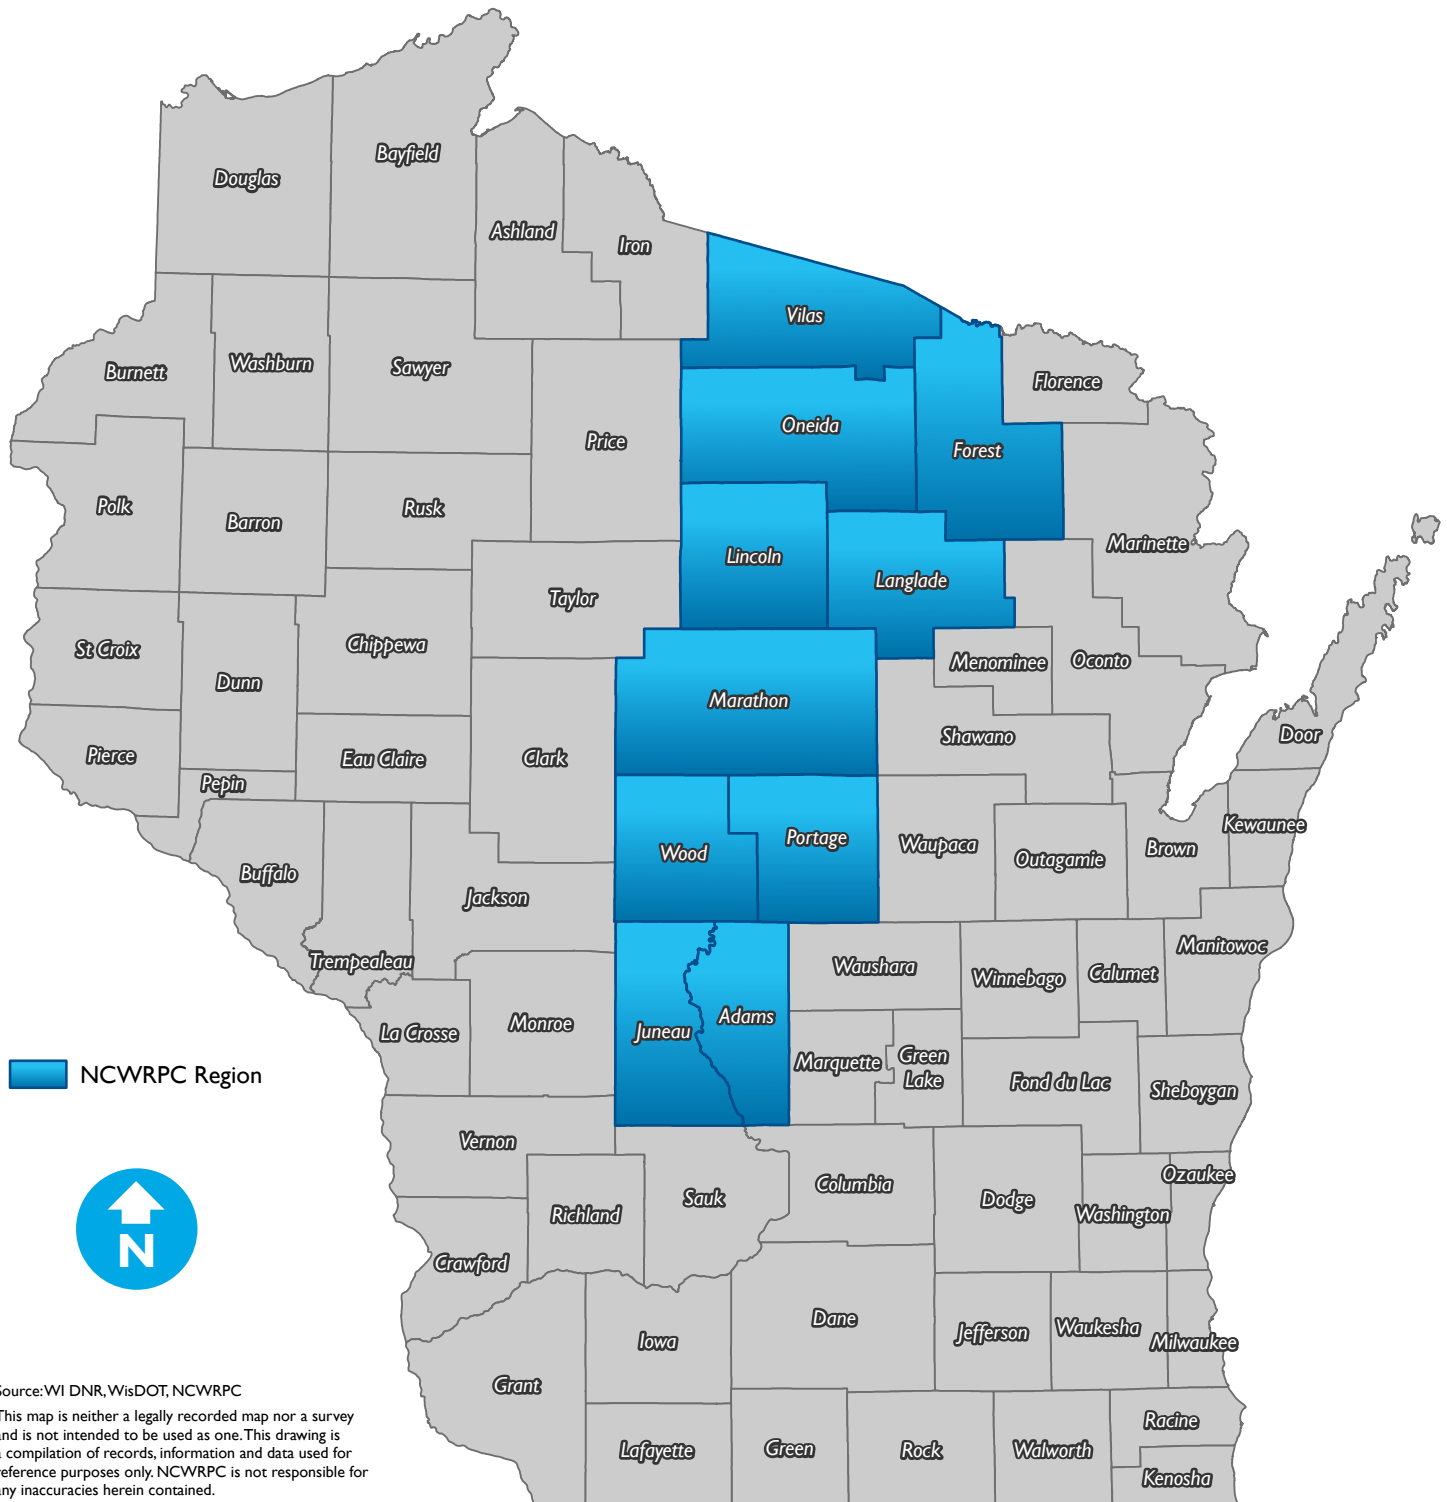 Bayfield
Douglas
Ashland
Iron
Vilas
Washburn
Sawyer
Burnett
Florence
Oneida
Price
Forest
Polk
Rusk
Barron
Marinette
Lincoln
Langlade
Taylor
Chippewa
St Croix
Menominee
Oconto
Dunn
Marathon
Door
Shawano
Pierce
Eau Claire
Clark
Pepin
Kewaunee
Portage
Waupaca
Brown
Wood
Outagamie
Buffalo
Jackson
Manitowoc
Trempealeau
Waushara
Calumet
Winnebago
Adams
Monroe
Juneau
La Crosse
Green
Lake
Marquette
NCWRPC Region
Fond du Lac
Sheboygan
Vernon
Ozaukee
Columbia
Sauk
Dodge
Richland
Washington
N
Crawford
Dane
Waukesha
Jefferson
Iowa
Milwaukee
Grant
Source: WI DNR, WisDOT, NCWRPC
This map is neither a legally recorded map nor a survey
and is not intended to be used as one. This drawing is
a compilation of records, information and data used for
reference purposes only. NCWRPC is not responsible for
any inaccuracies herein contained.
Racine
Lafayette
Green
Rock
Walworth
Kenosha